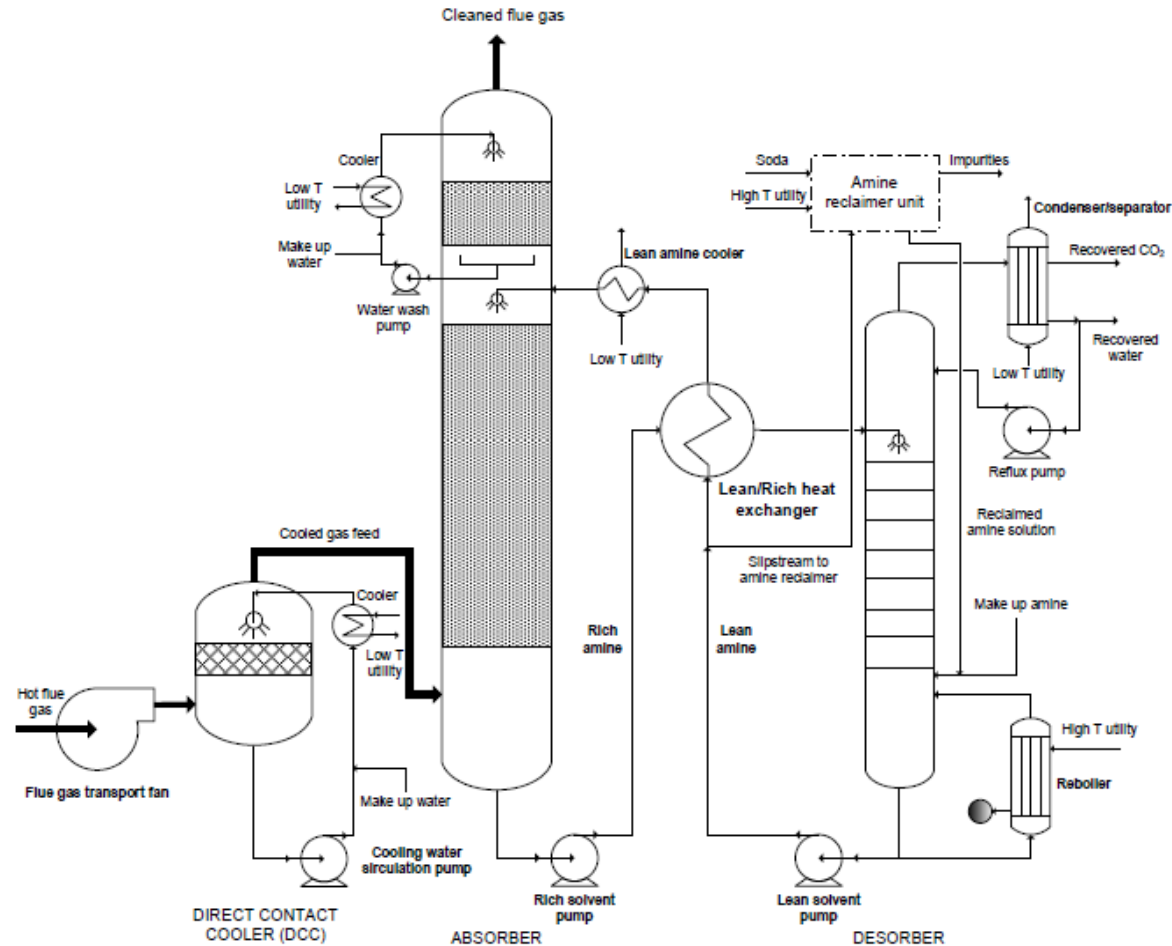 Cleaned flue gas
Cooler
Low T
utility
Make up
water
Water wash
pump
Lean amine cooler
Low T utility
Soda
High T utility
Amine
reclaimer unit
Impurities
Condenser/separator
Recovered CO₂
Recovered
water
Low T utility
Reflux pump
Lean/Rich heat
exchanger
Reclaimed
amine solution
Slipstream to
amine reclaimer
Make up amine
Cooled gas feed
Cooler
Low T
utility
Rich
amine
Lean
amine
Hot flue
gas
Flue gas transport fan
Make up water
Cooling water
sirculation pump
High T utility
Reboiler
Rich solvent
pump
Lean solvent
pump
DIRECT CONTACT
COOLER (DCC)
ABSORBER
DESORBER